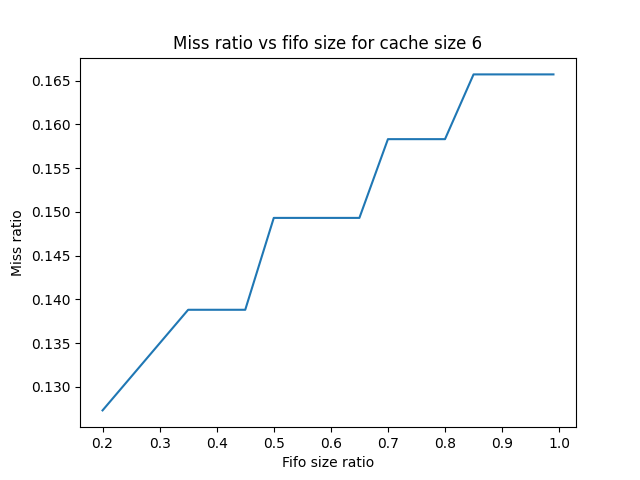 Miss ratio vs fifo size for cache size 6
0.165
0.160
0.155
0.150
0.145
0.140
0.135
0.130
Miss ratio
0.2 0.3 0.4 0.5 0.6 0.7 0.8 0.9 1.0
Fifo size ratio